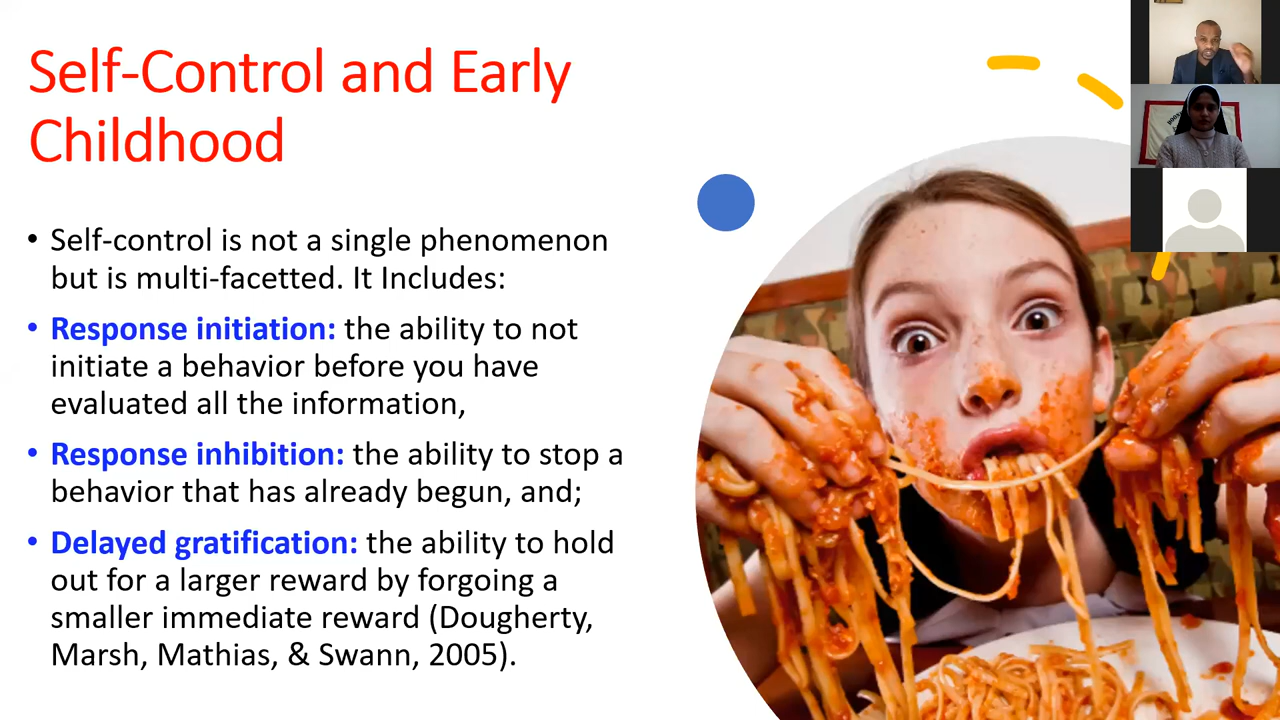 Self-Control and Early
Childhood
• Self-control is not a single phenomenon
but is multi-facetted. It Includes:
• Response initiation: the ability to not
initiate a behavior before you have
evaluated all the information,
• Response inhibition: the ability to stop a
behavior that has already begun, and;
• Delayed gratification: the ability to hold
out for a larger reward by forgoing a
smaller immediate reward (Dougherty,
Marsh, Mathias, & Swann, 2005).